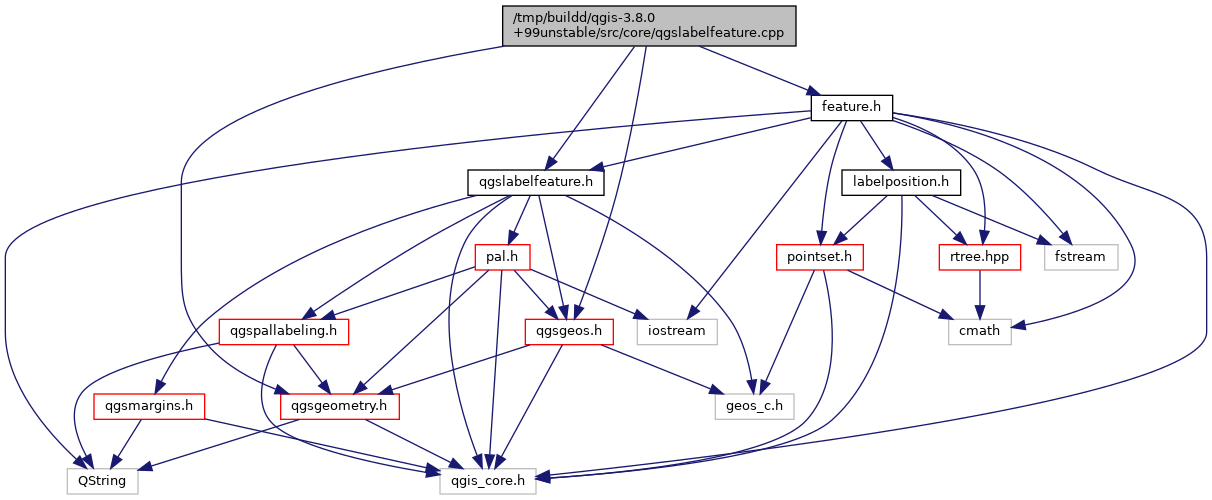 /tmp/buildd/qgis-3.8.0
+99unstable/src/core/qgslabelfeature.cpp
feature.h
qgslabelfeature.h
labelposition.h
pal.h
pointset.h
rtree.hpp
fstream
qgspallabeling.h
qgsgeos.h
iostream
cmath
qgsmargins.h
qgsgeometry.h
geos_c.h
QString
qgis_core.h